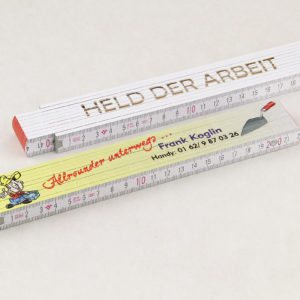 HELD DER ARBEIT
Allrounder unterwegs ...
Frank Koglin
Handy: 01 62/ 9 87 03 26